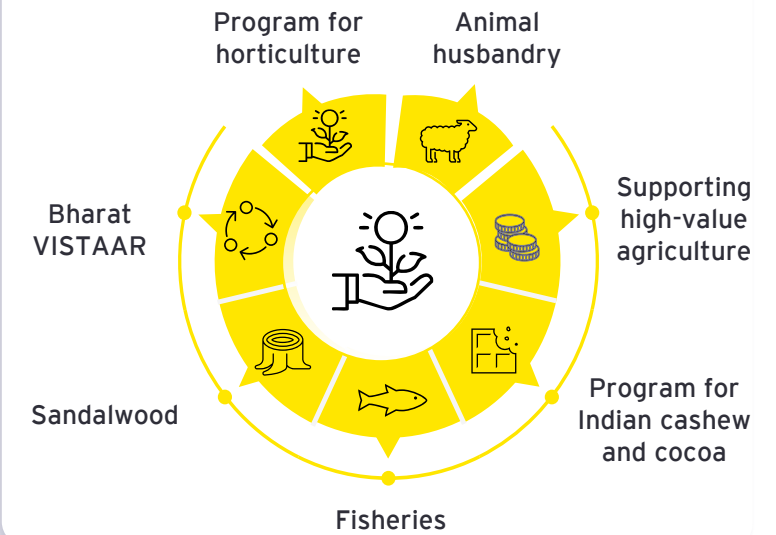 Program for
horticulture
Animal
husbandry
Supporting
high-value
agriculture
Program for
Indian cashew
and cocoa
Fisheries
Sandalwood
Bharat
VISTAAR